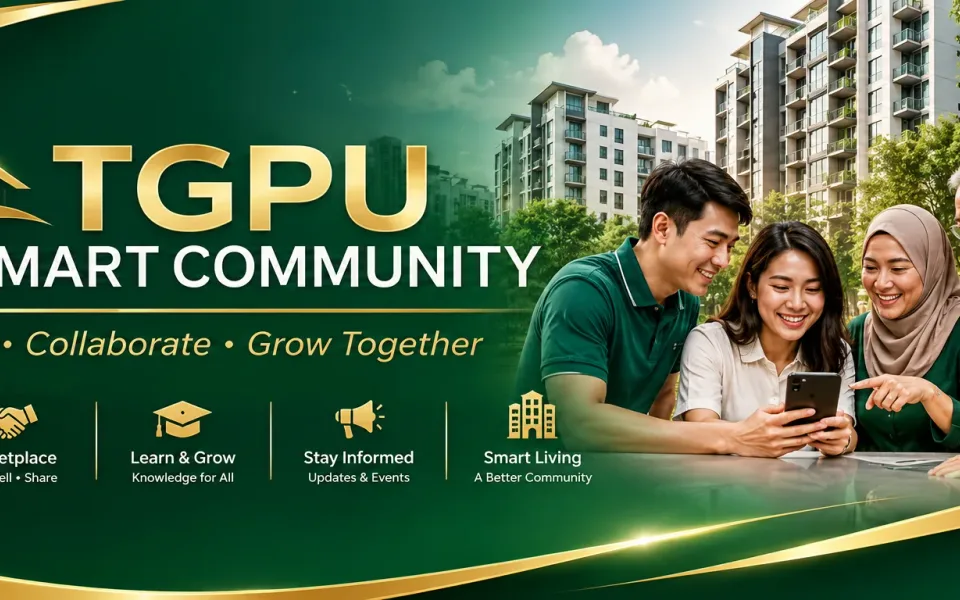 TGPU
MART COMMUNITY
• Collaborate • Grow Together
etplace
ell • Share
Learn & Grow
Knowledge for All
Stay Informed
Updates & Events
Smart Living
A Better Community